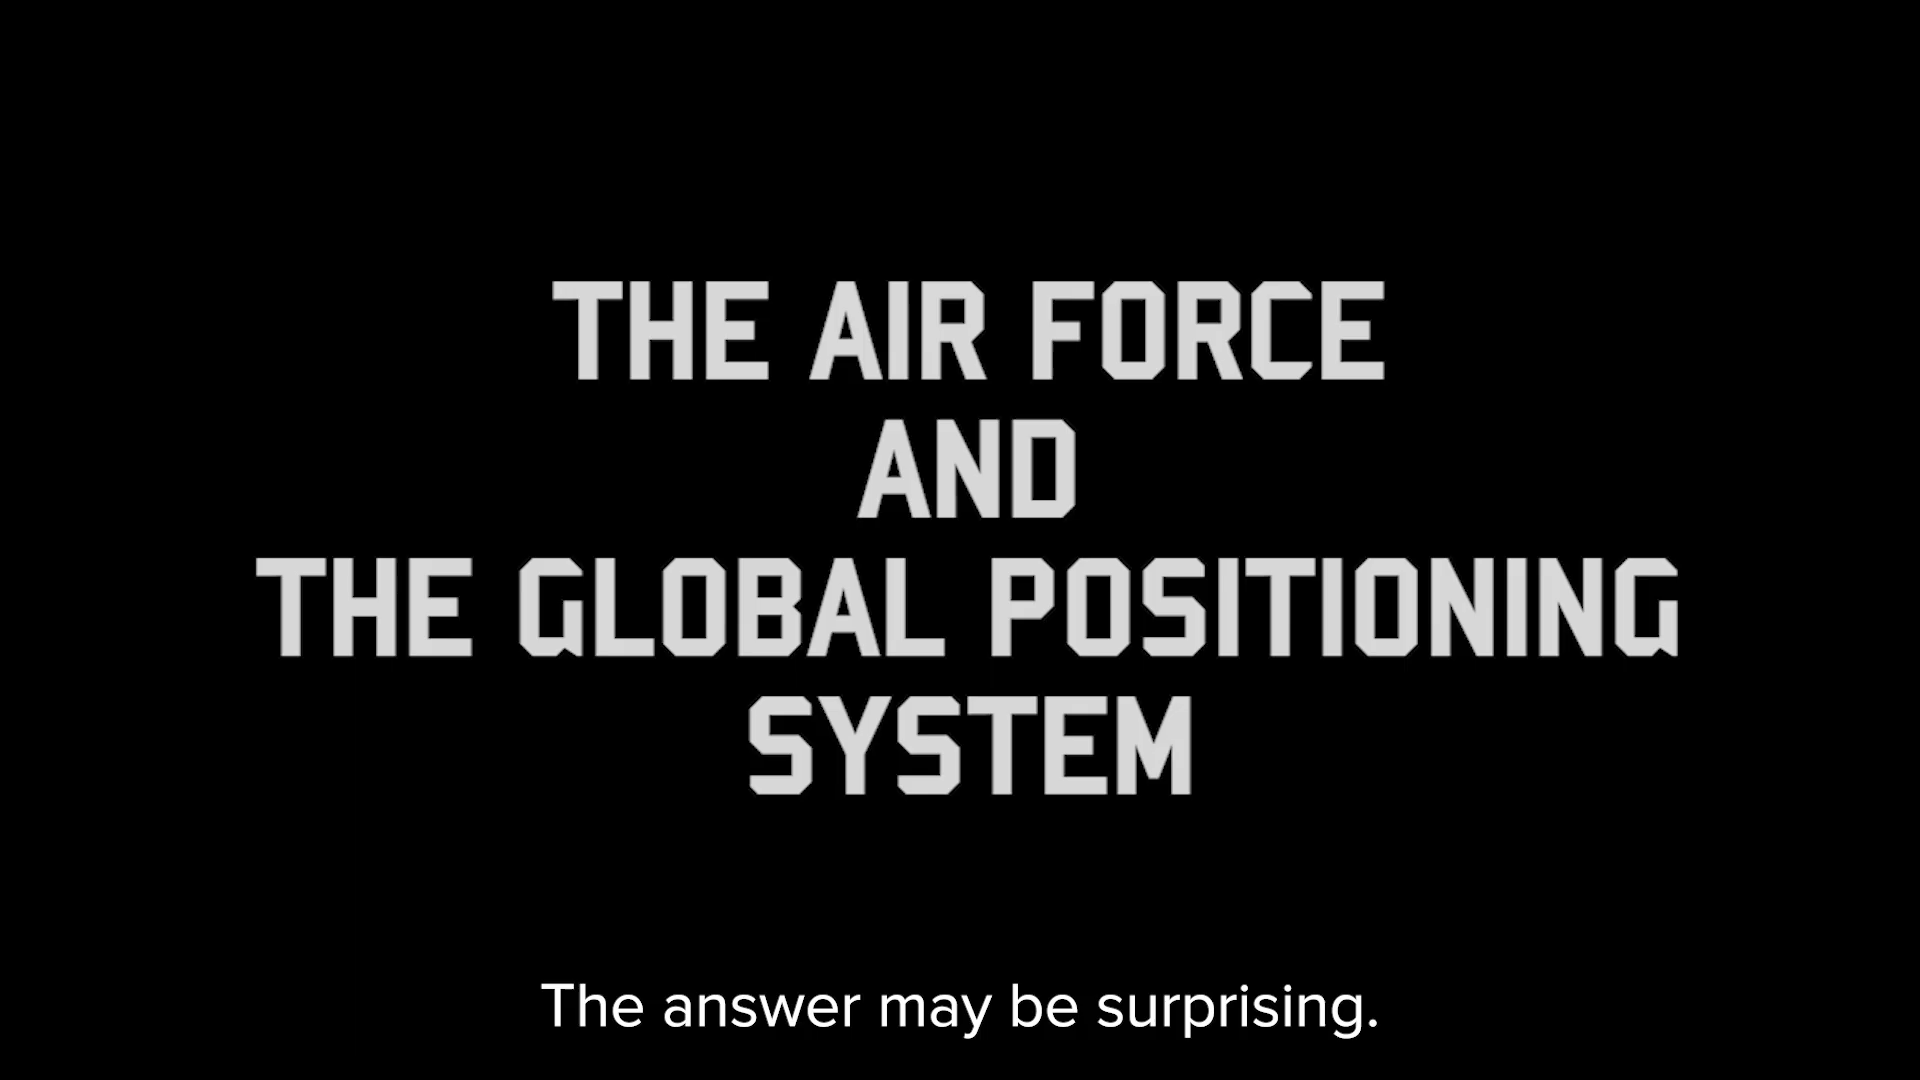 THE AIR FORCE
AND
THE GLOBAL POSITIONING
SYSTEM
The answer may be surprising.